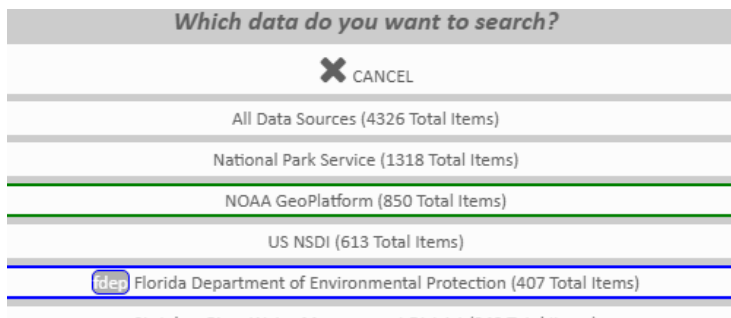 Which data do you want to search?
✖ CANCEL
All Data Sources (4326 Total Items)
National Park Service (1318 Total Items)
NOAA GeoPlatform (850 Total Items)
US NSDI (613 Total Items)
fdep Florida Department of Environmental Protection (407 Total Items)